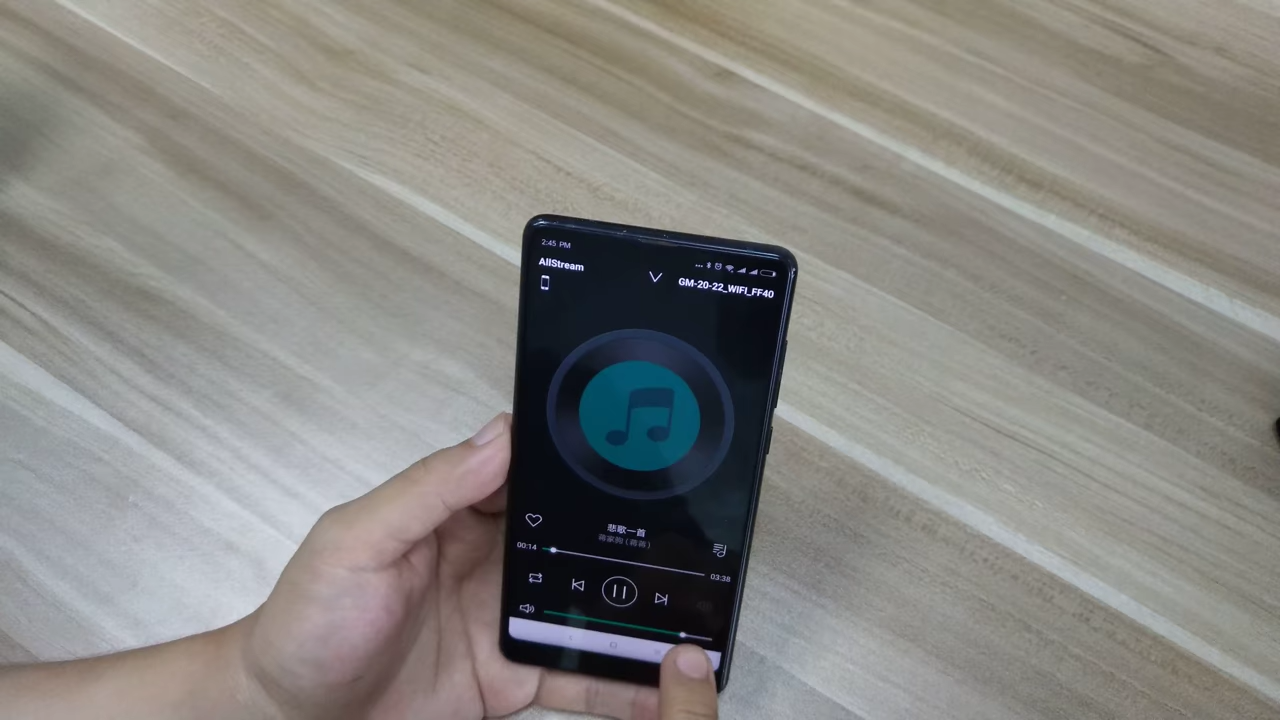 2:45 PM
AllStream
GM-20-22_WIFI_FF40
悲歌一首
00:14
03:38